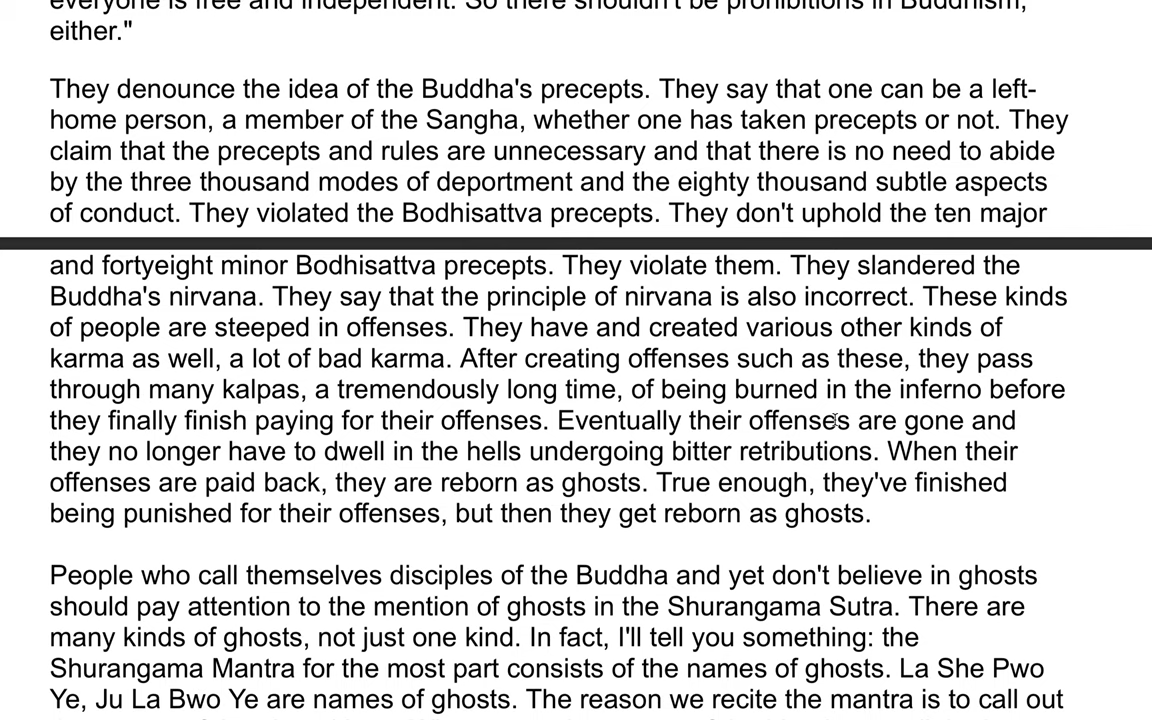 everyone is free and independent. So there shouldn't be prohibitions in Buddhism,
either."
They denounce the idea of the Buddha's precepts. They say that one can be a left-
home person, a member of the Sangha, whether one has taken precepts or not. They
claim that the precepts and rules are unnecessary and that there is no need to abide
by the three thousand modes of deportment and the eighty thousand subtle aspects
of conduct. They violated the Bodhisattva precepts. They don't uphold the ten major
and fortyeight minor Bodhisattva precepts. They violate them. They slandered the
Buddha's nirvana. They say that the principle of nirvana is also incorrect. These kinds
of people are steeped in offenses. They have and created various other kinds of
karma as well, a lot of bad karma. After creating offenses such as these, they pass
through many kalpas, a tremendously long time, of being burned in the inferno before
they finally finish paying for their offenses. Eventually their offenses are gone and
they no longer have to dwell in the hells undergoing bitter retributions. When their
offenses are paid back, they are reborn as ghosts. True enough, they've finished
being punished for their offenses, but then they get reborn as ghosts.
People who call themselves disciples of the Buddha and yet don't believe in ghosts
should pay attention to the mention of ghosts in the Shurangama Sutra. There are
many kinds of ghosts, not just one kind. In fact, I'll tell you something: the
Shurangama Mantra for the most part consists of the names of ghosts. La She Pwo
Ye, Ju La Bwo Ye are names of ghosts. The reason we recite the mantra is to call out